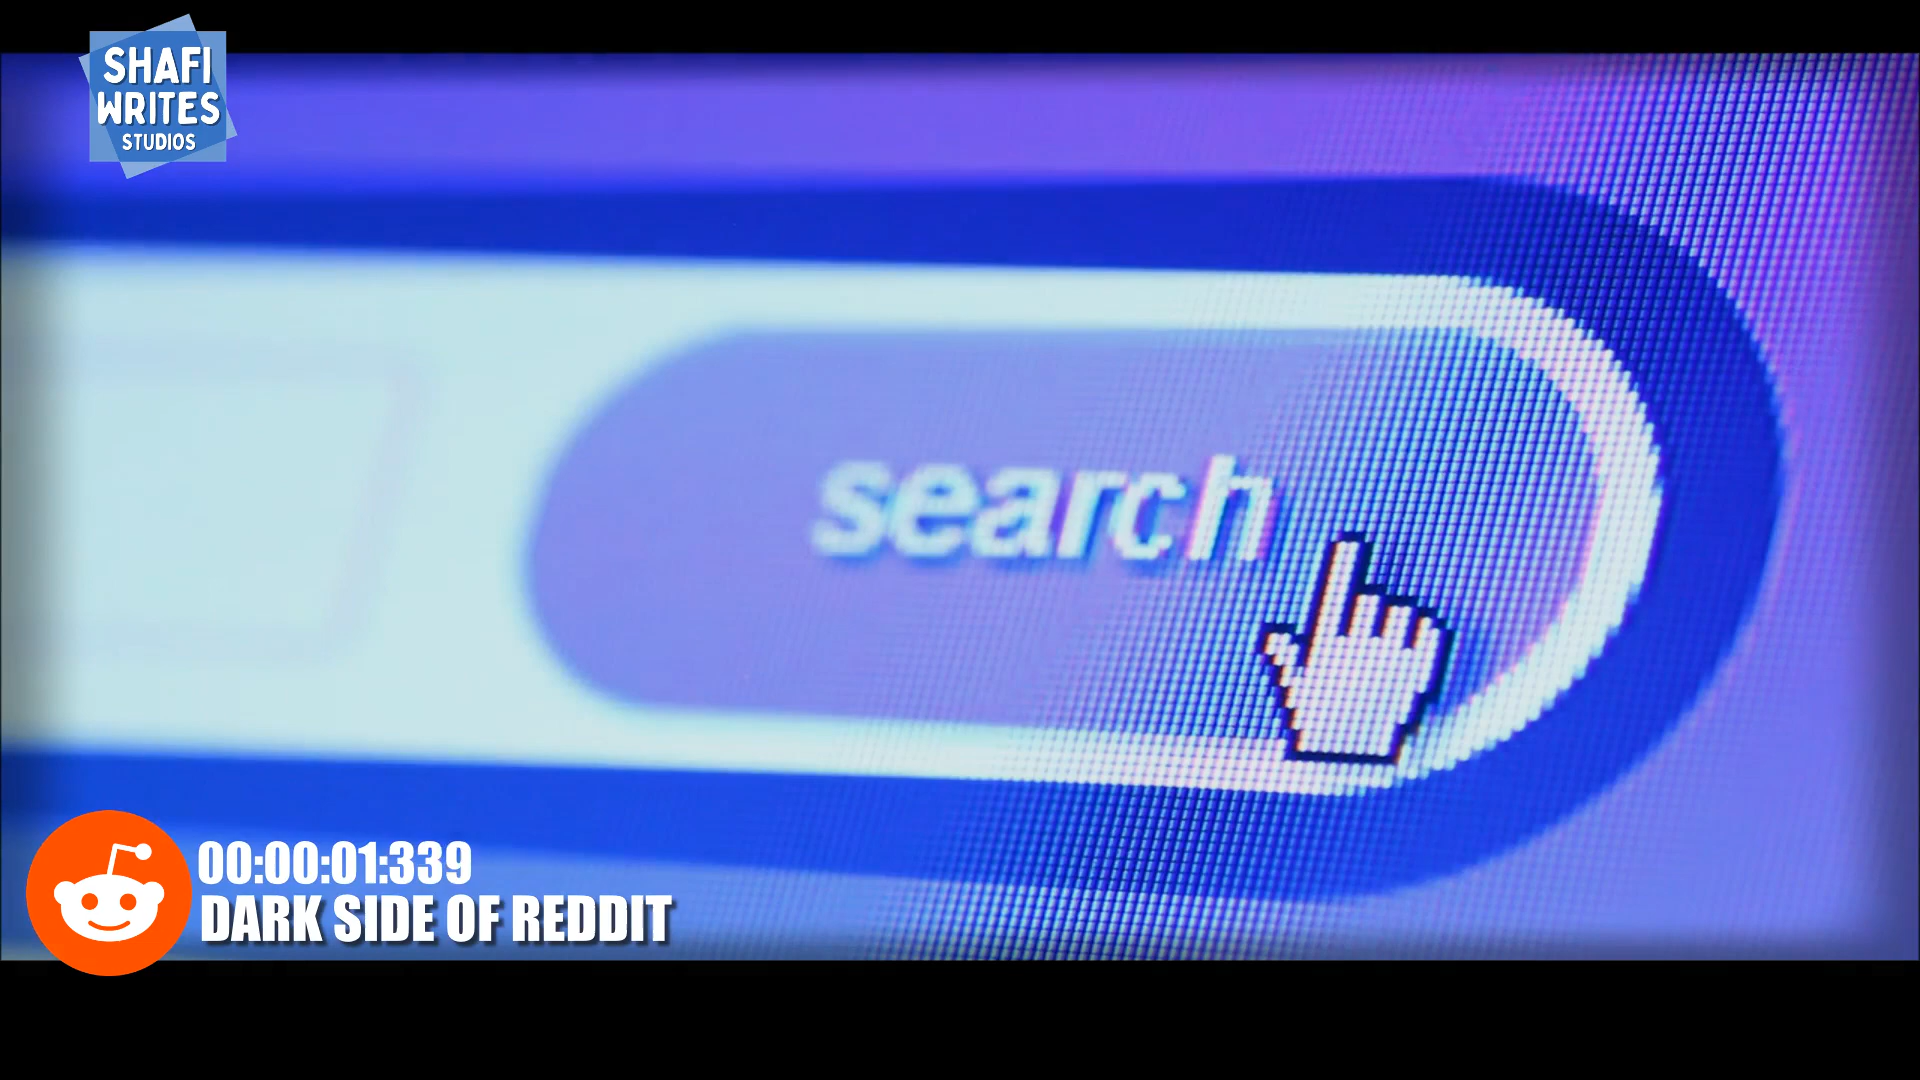 SHAFI
WRITES
STUDIOS
search
00:00:01:339
DARK SIDE OF REDDIT